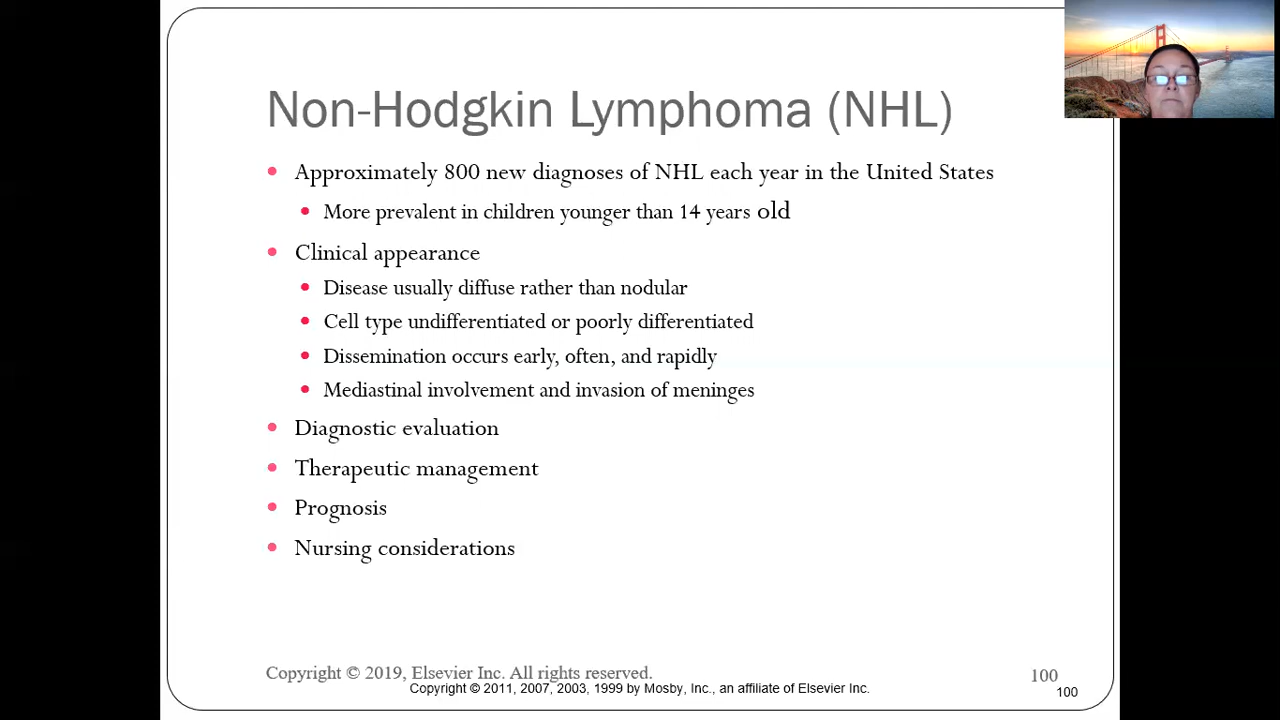 Non-Hodgkin Lymphoma (NHL)
Approximately 800 new diagnoses of NHL each year in the United States
More prevalent in children younger than 14 years old
Clinical appearance
Disease usually diffuse rather than nodular
Cell type undifferentiated or poorly differentiated
Dissemination occurs early, often, and rapidly
Mediastinal involvement and invasion of meninges
Diagnostic evaluation
Therapeutic management
Prognosis
Nursing considerations
Copyright © 2019, Elsevier Inc. All rights reserved.
100
Copyright © 2011, 2007, 2003, 1999 by Mosby, Inc., an affiliate of Elsevier Inc.
100